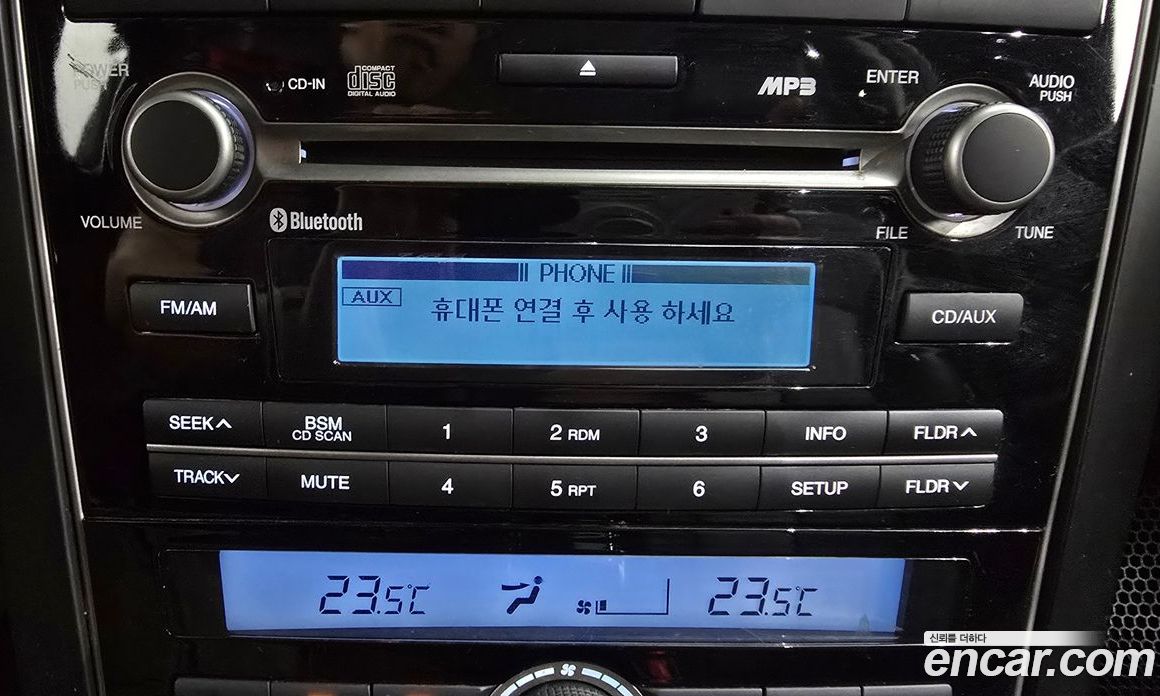 POWER
PUSH
CD-IN
COMPACT
disc
DIGITAL AUDIO
MP3
ENTER
AUDIO
PUSH
VOLUME
Bluetooth
FILE
TUNE
PHONE
AUX
휴대폰 연결 후 사용 하세요
FM/AM
CD/AUX
SEEK
BSM
CD SCAN
1
2 RDM
3
INFO
FLDR
TRACK
MUTE
4
5 RPT
6
SETUP
FLDR
23.5℃
23.5℃
신뢰를 더하다
encar.com